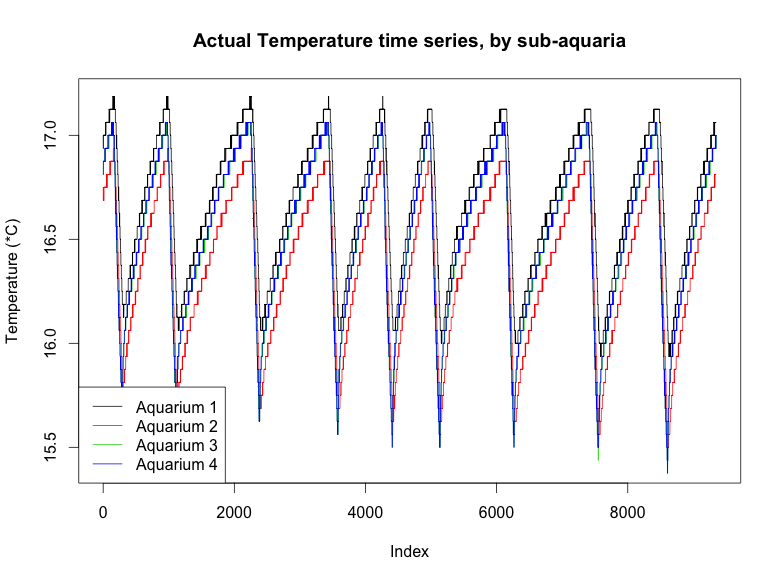 Actual Temperature time series, by sub-aquaria
Temperature (*C)
17.0
16.5
16.0
15.5
Aquarium 1
Aquarium 2
Aquarium 3
Aquarium 4
0 2000 4000 6000 8000
Index